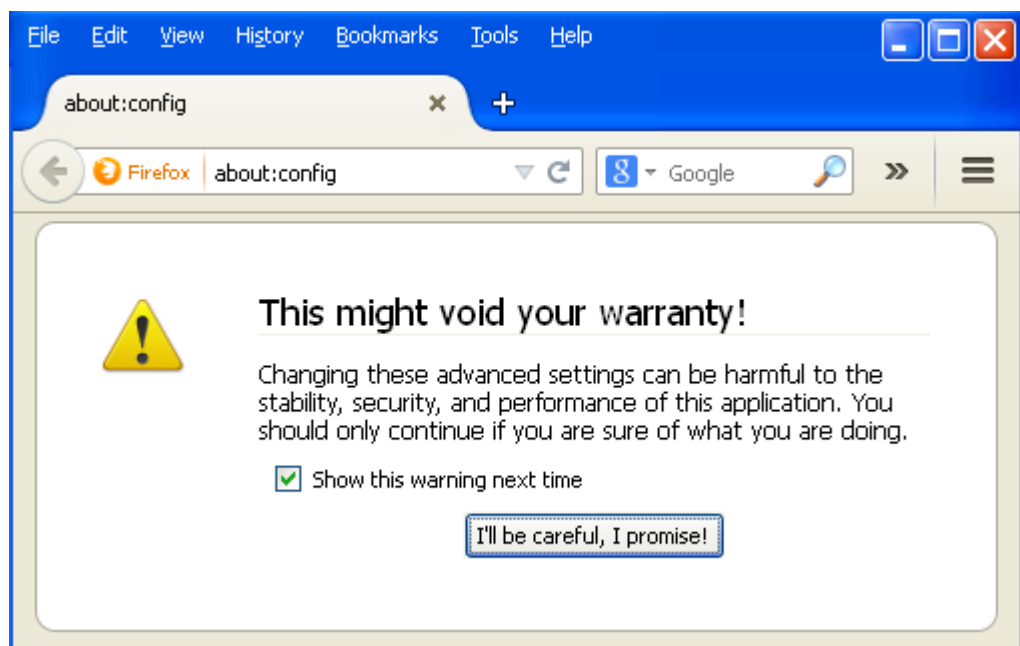 File Edit View History Bookmarks Tools Help
about:config
Firefox about:config Google
This might void your warranty!
Changing these advanced settings can be harmful to the
stability, security, and performance of this application. You
should only continue if you are sure of what you are doing.
Show this warning next time
I'll be careful, I promise!